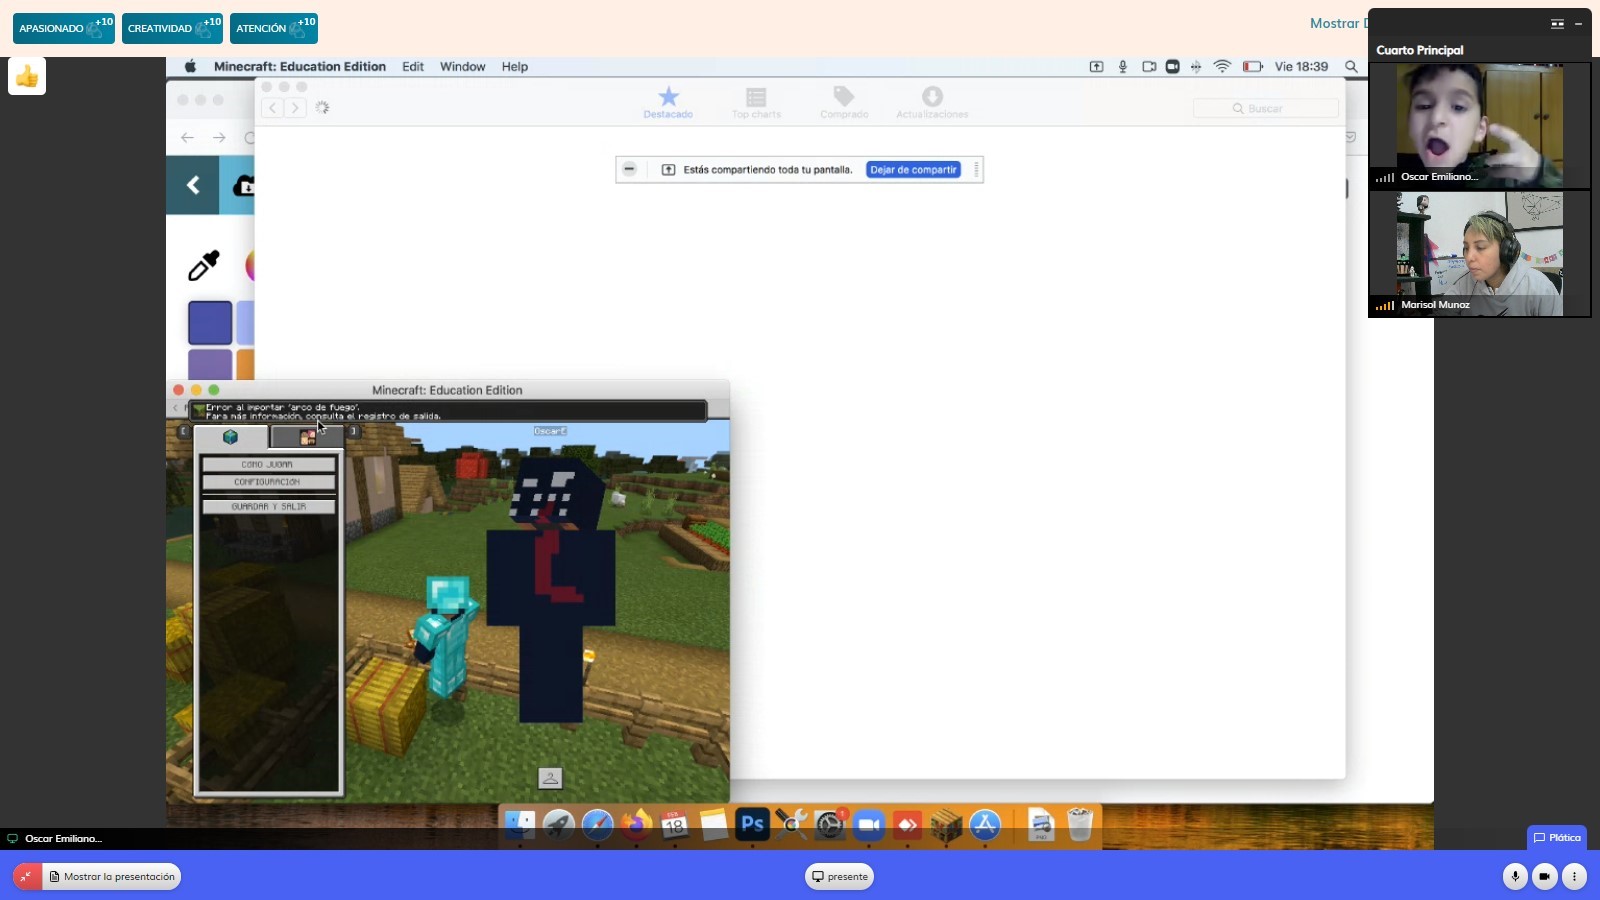 APASIONADO +10
CREATIVIDAD +10
ATENCIÓN +10
Mostrar
Cuarto Principal
Minecraft: Education Edition Edit Window Help
Vie 18:39
Destacado
Top charts
Comprado
Actualizaciones
Buscar
Estás compartiendo toda tu pantalla.
Dejar de compartir
Oscar Emiliano...
Marisol Munoz
Minecraft: Education Edition
Error al importar "arco de fuego".
Para más información, consulta el registro de salida.
OscarE
CÓMO JUGAR
CONFIGURACIÓN
GUARDAR Y SALIR
FEB
18
Ps
1
Oscar Emiliano...
Plática
Mostrar la presentación
presente